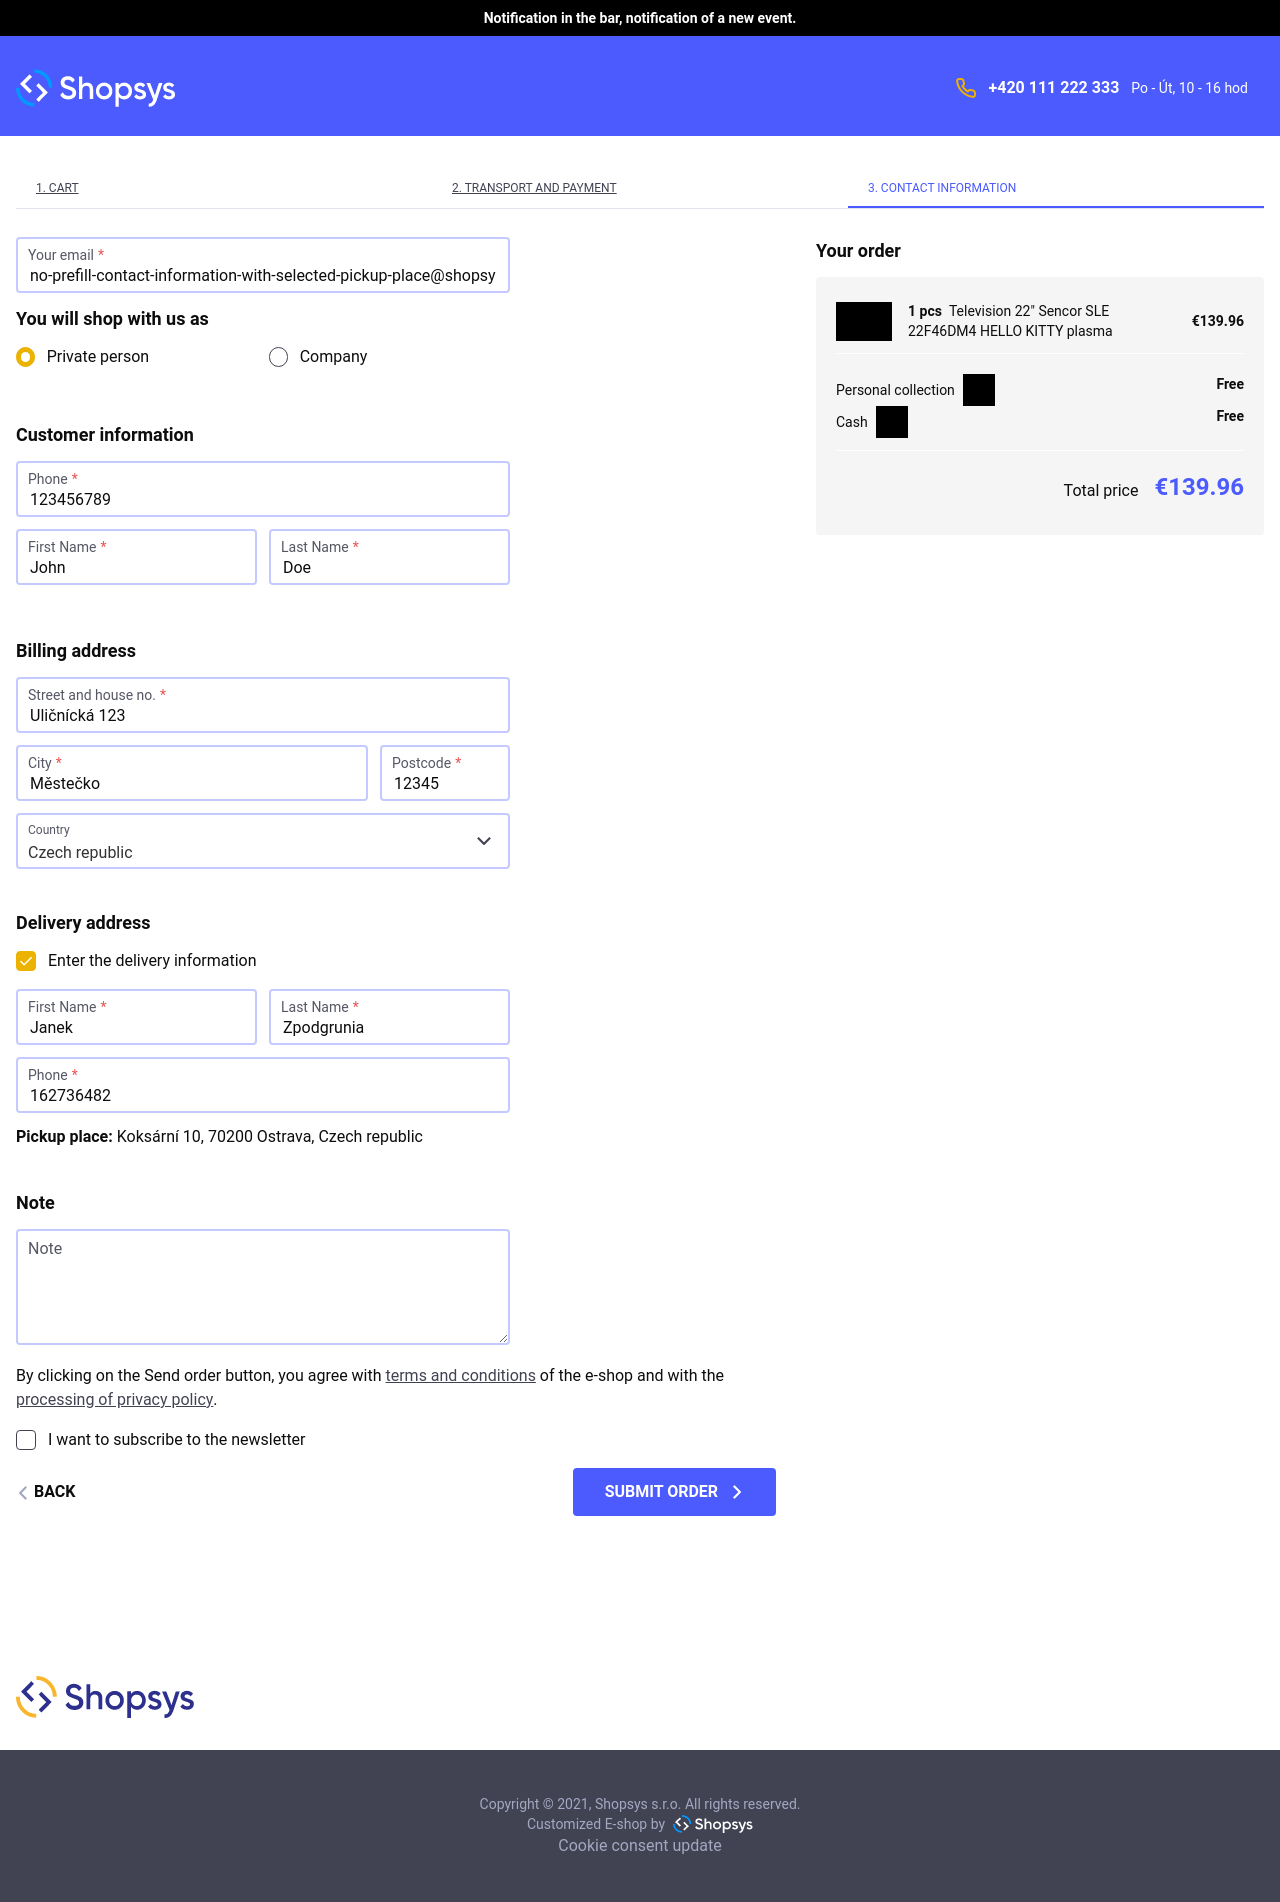 Notification in the bar, notification of a new event.
Shopsys
+420 111 222 333 Po - Út, 10 - 16 hod
1. CART
2. TRANSPORT AND PAYMENT
3. CONTACT INFORMATION
Your email *
no-prefill-contact-information-with-selected-pickup-place@shopsy
You will shop with us as
Private person
Company
Customer information
Phone *
123456789
First Name *
John
Last Name *
Doe
Billing address
Street and house no. *
Uličnícká 123
City *
Městečko
Postcode *
12345
Country
Czech republic
Delivery address
Enter the delivery information
First Name *
Janek
Last Name *
Zpodgrunia
Phone *
162736482
Pickup place: Koksární 10, 70200 Ostrava, Czech republic
Note
Note
By clicking on the Send order button, you agree with terms and conditions of the e-shop and with the
processing of privacy policy.
I want to subscribe to the newsletter
BACK
SUBMIT ORDER
Your order
1 pcs Television 22" Sencor SLE
22F46DM4 HELLO KITTY plasma
€139.96
Personal collection
Free
Cash
Free
Total price €139.96
Shopsys
Copyright © 2021, Shopsys s.r.o. All rights reserved.
Customized E-shop by Shopsys
Cookie consent update